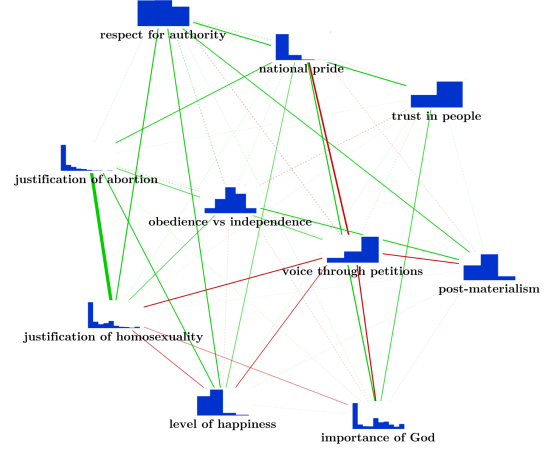 respect for authority
national pride
trust in people
justification of abortion
obedience vs independence
voice through petitions
post-materialism
justification of homosexuality
level of happiness
importance of God